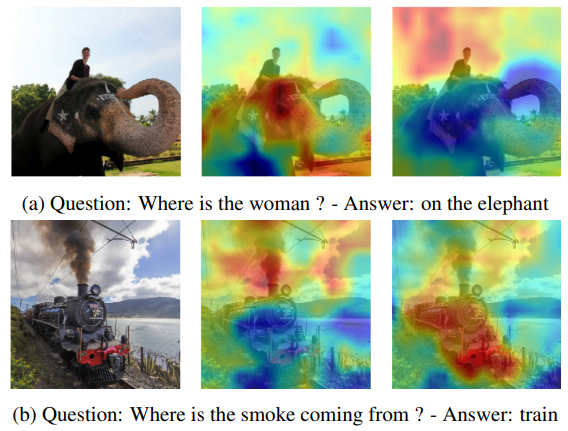 (a) Question: Where is the woman ? - Answer: on the elephant
(b) Question: Where is the smoke coming from ? - Answer: train